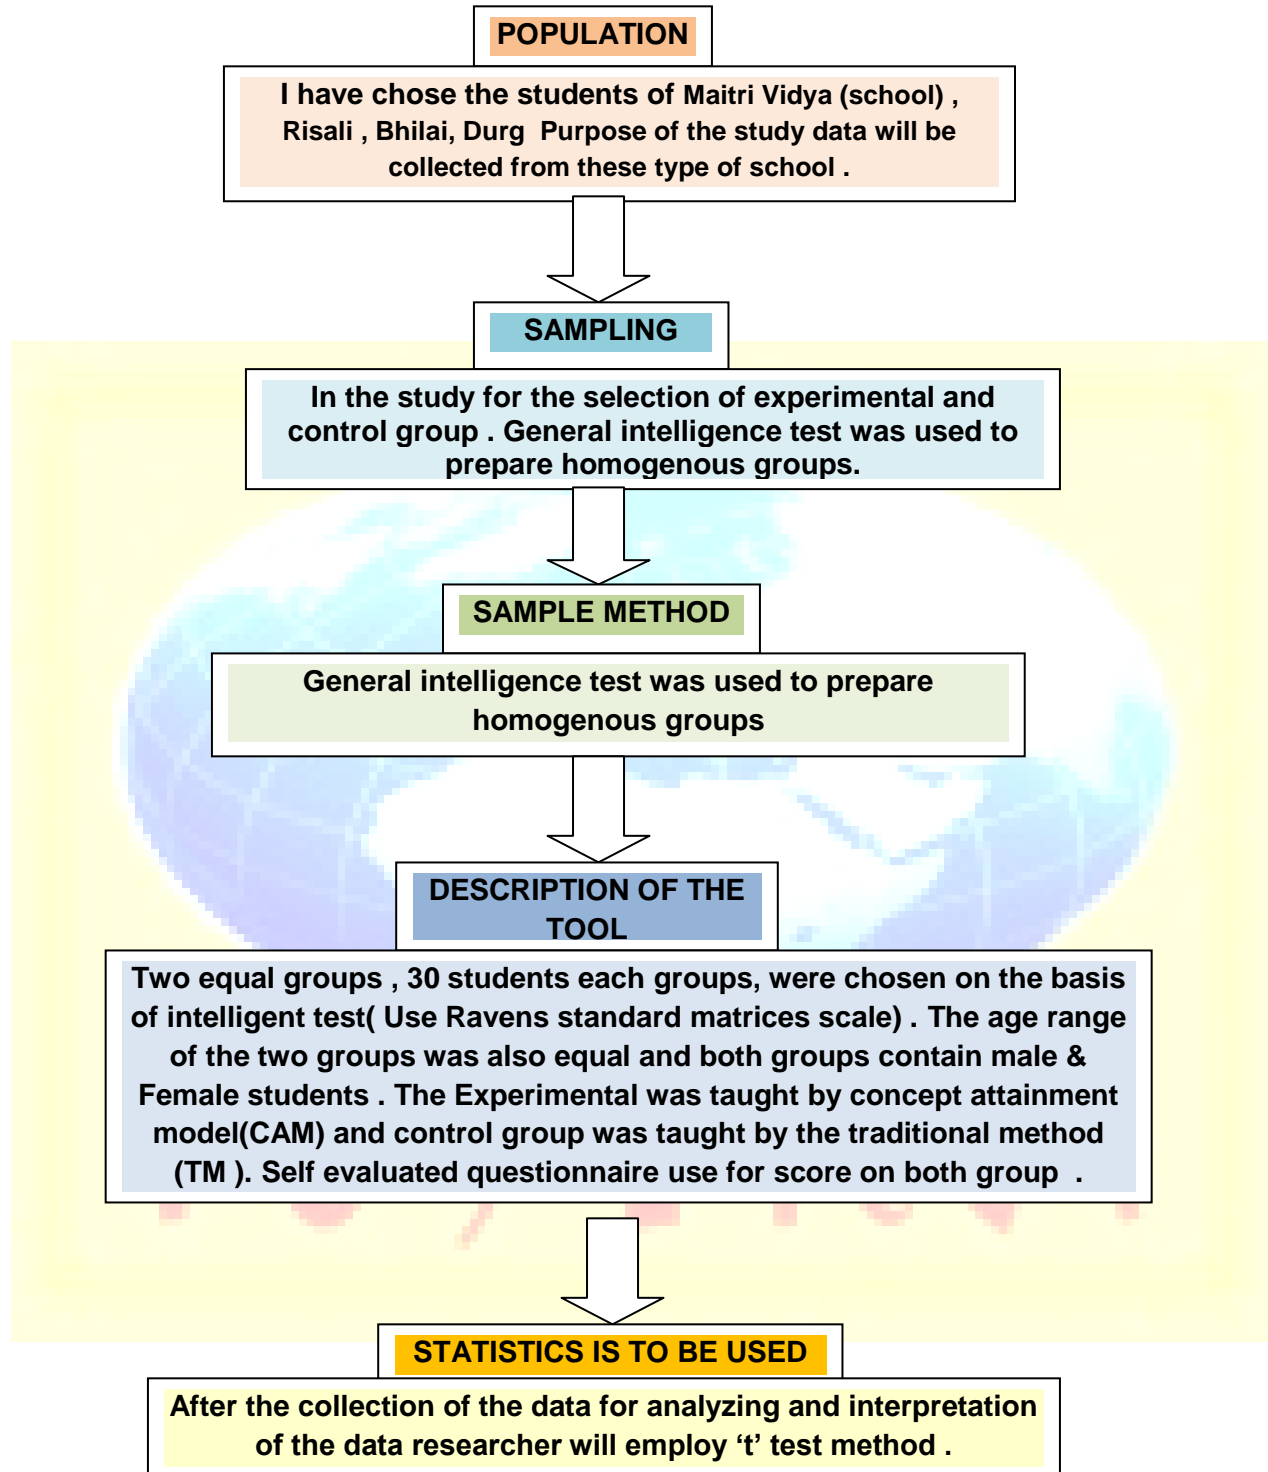 POPULATION
I have chose the students of Maitri Vidya (school) ,
Risali , Bhilai, Durg Purpose of the study data will be
collected from these type of school .
SAMPLING
In the study for the selection of experimental and
control group . General intelligence test was used to
prepare homogenous groups.
SAMPLE METHOD
General intelligence test was used to prepare
homogenous groups
DESCRIPTION OF THE
TOOL
Two equal groups , 30 students each groups, were chosen on the basis
of intelligent test( Use Ravens standard matrices scale) . The age range
of the two groups was also equal and both groups contain male &
Female students . The Experimental was taught by concept attainment
model(CAM) and control group was taught by the traditional method
(TM ). Self evaluated questionnaire use for score on both group .
STATISTICS IS TO BE USED
After the collection of the data for analyzing and interpretation
of the data researcher will employ ‘t’ test method .